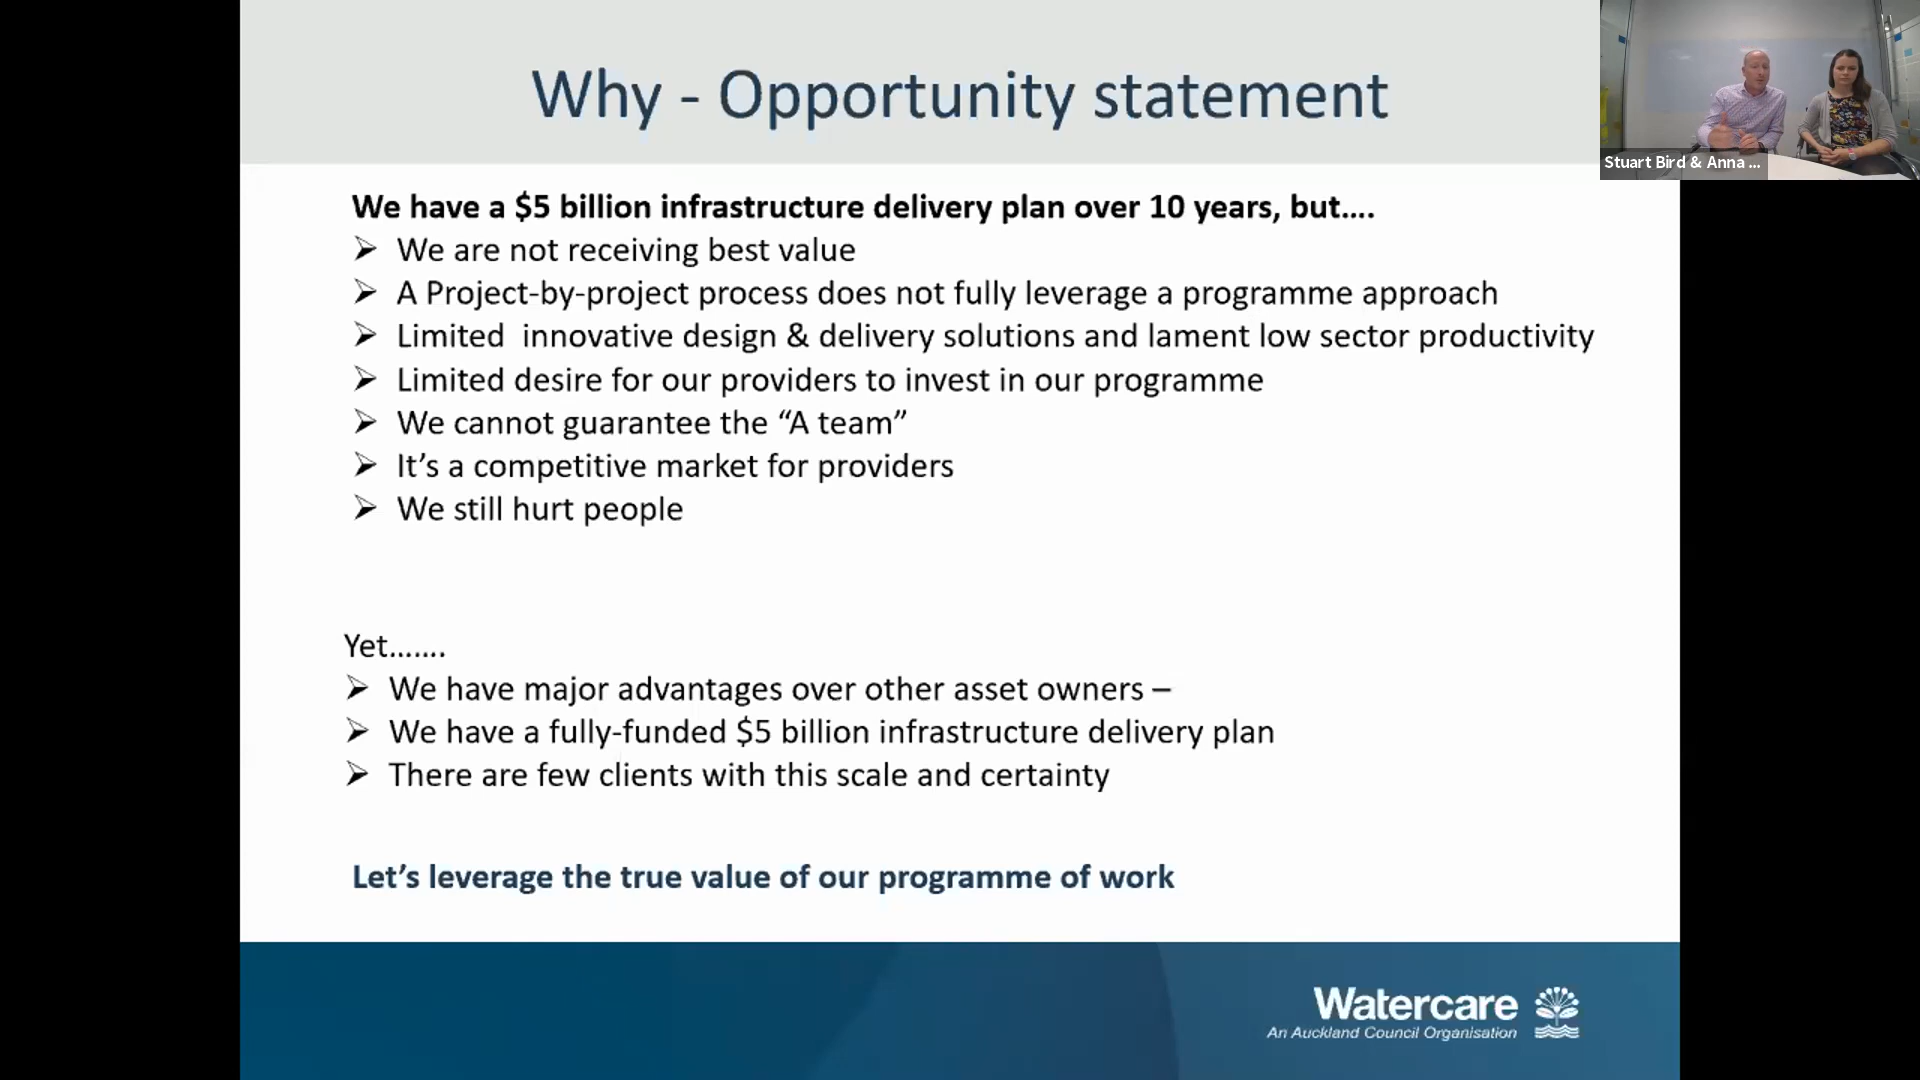 Why - Opportunity statement
Stuart Bird & Anna ...
We have a $5 billion infrastructure delivery plan over 10 years, but....
➢ We are not receiving best value
➢ A Project-by-project process does not fully leverage a programme approach
➢ Limited  innovative design & delivery solutions and lament low sector productivity
➢ Limited desire for our providers to invest in our programme
➢ We cannot guarantee the “A team”
➢ It’s a competitive market for providers
➢ We still hurt people
Yet…....
➢ We have major advantages over other asset owners –
➢ We have a fully-funded $5 billion infrastructure delivery plan
➢ There are few clients with this scale and certainty
Let’s leverage the true value of our programme of work
Watercare
An Auckland Council Organisation